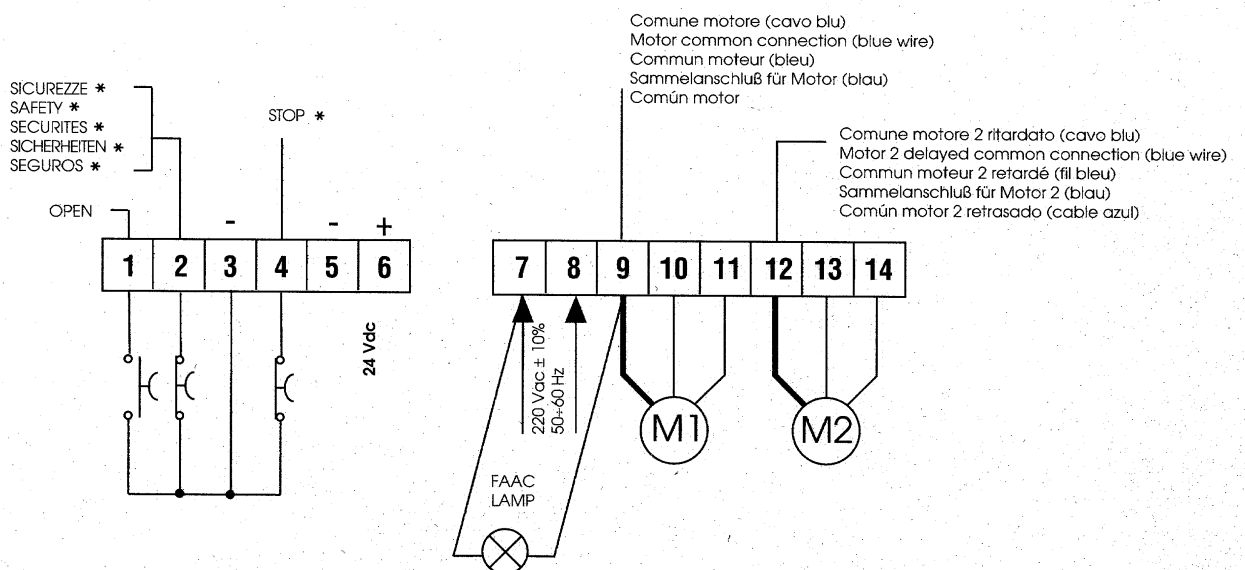 Comune motore (cavo blu)
Motor common connection (blue wire)
Commun moteur (bleu)
Sammelanschluß für Motor (blau)
Común motor
SICUREZZE *
SAFETY *
SECURITES *
SICHERHEITEN *
SEGUROS *
STOP *
Comune motore 2 ritardato (cavo blu)
Motor 2 delayed common connection (blue wire)
Commun moteur 2 retardé (fil bleu)
Sammelanschluß für Motor 2 (blau)
Común motor 2 retrasado (cable azul)
OPEN
- - +
1 2 3 4 5 6
7 8 9 10 11 12 13 14
24 Vdc
220 Vac ± 10%
50÷60 Hz
M1
M2
FAAC
LAMP